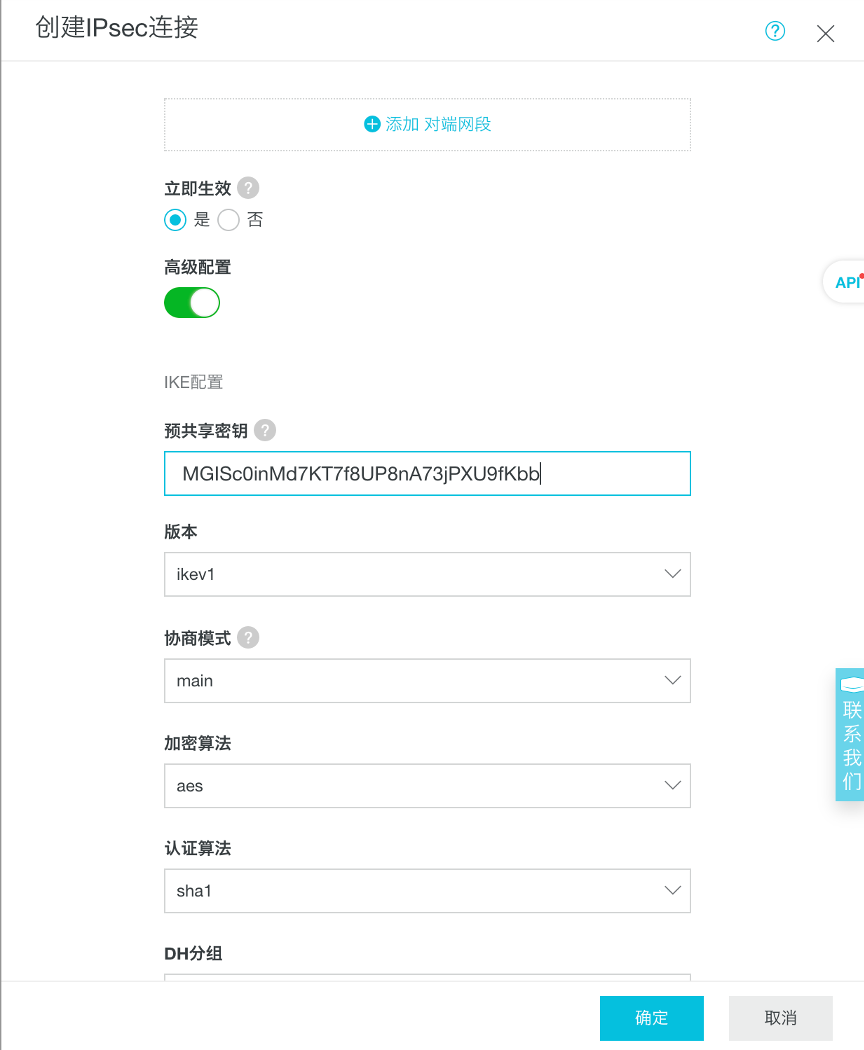 创建IPsec连接
?
添加 对端网段
立即生效 ?
是 否
高级配置
API
IKE配置
预共享密钥 ?
MGISc0inMd7KT7f8UP8nA73jPXU9fKbb
版本
ikev1
协商模式 ?
main
加密算法
aes
认证算法
sha1
DH分组
联系我们
确定 取消